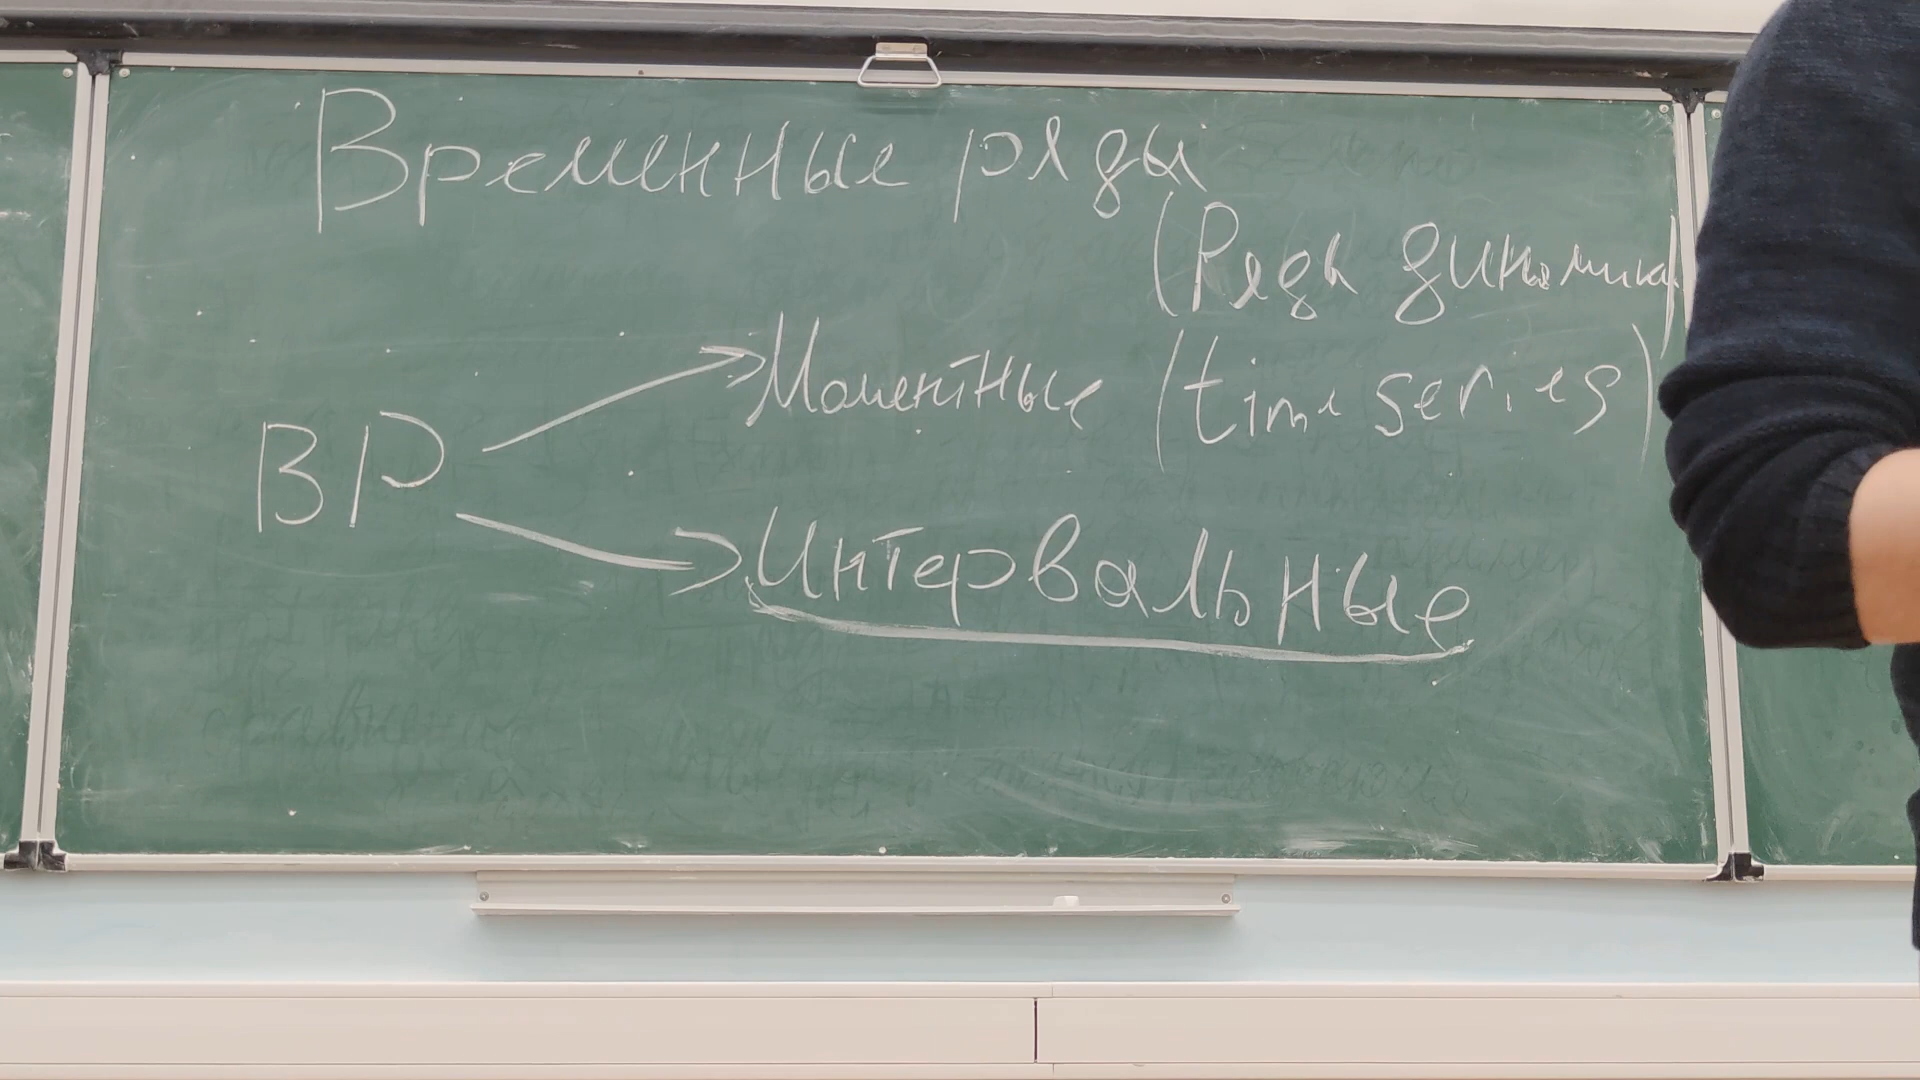 Временные ряды
(Ряды динамики)
(time series)
ВР
Моментные
Интервальные